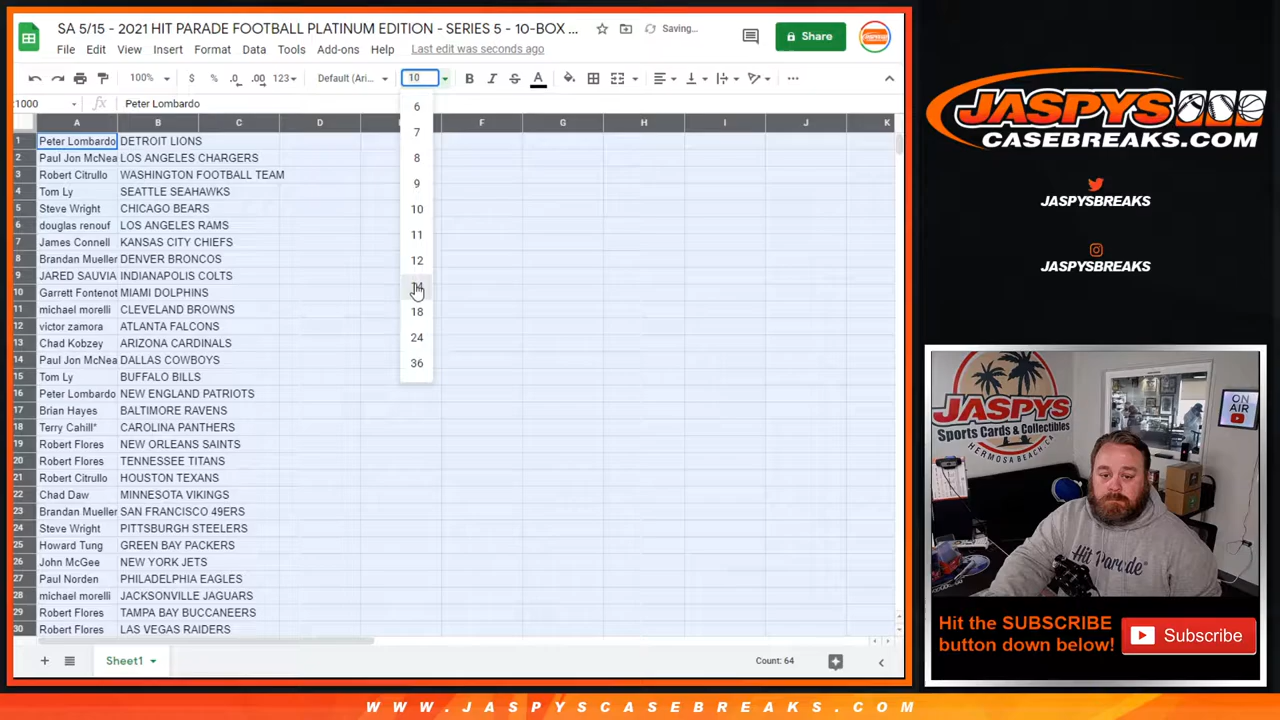 SA 5/15 - 2021 HIT PARADE FOOTBALL PLATINUM EDITION - SERIES 5 - 10-BOX ...
Saving...
Share
File Edit View Insert Format Data Tools Add-ons Help Last edit was seconds ago
100% $ % .0 .00 123 Default (Ari... 10 B I S A
:1000 fx Peter Lombardo
A B C D F G H I J K
1 Peter Lombardo DETROIT LIONS
2 Paul Jon McNea LOS ANGELES CHARGERS
3 Robert Citrullo WASHINGTON FOOTBALL TEAM
4 Tom Ly SEATTLE SEAHAWKS
5 Steve Wright CHICAGO BEARS
6 douglas renouf LOS ANGELES RAMS
7 James Connell KANSAS CITY CHIEFS
8 Brandan Mueller DENVER BRONCOS
9 JARED SAUVIA INDIANAPOLIS COLTS
10 Garrett Fontenot MIAMI DOLPHINS
11 michael morelli CLEVELAND BROWNS
12 victor zamora ATLANTA FALCONS
13 Chad Kobzey ARIZONA CARDINALS
14 Paul Jon McNea DALLAS COWBOYS
15 Tom Ly BUFFALO BILLS
16 Peter Lombardo NEW ENGLAND PATRIOTS
17 Brian Hayes BALTIMORE RAVENS
18 Terry Cahill* CAROLINA PANTHERS
19 Robert Flores NEW ORLEANS SAINTS
20 Robert Flores TENNESSEE TITANS
21 Robert Citrullo HOUSTON TEXANS
22 Chad Daw MINNESOTA VIKINGS
23 Brandan Mueller SAN FRANCISCO 49ERS
24 Steve Wright PITTSBURGH STEELERS
25 Howard Tung GREEN BAY PACKERS
26 John McGee NEW YORK JETS
27 Paul Norden PHILADELPHIA EAGLES
28 michael morelli JACKSONVILLE JAGUARS
29 Robert Flores TAMPA BAY BUCCANEERS
30 Robert Flores LAS VEGAS RAIDERS
6
7
8
9
10
11
12
18
24
36
Sheet1 Count: 64
JASPYS
CASEBREAKS.COM
JASPYSBREAKS
JASPYSBREAKS
JASPYS
Sports Cards & Collectibles
HERMOSA BEACH, CA
ON
AIR
Hit Parade
Hit the SUBSCRIBE
button down below!
Subscribe
WWW.JASPYSCASEBREAKS.COM